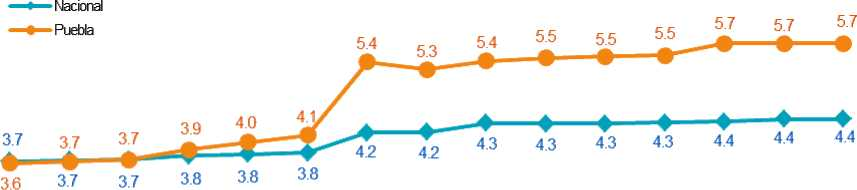 Nacional
Puebla
5.4 5.3 5.4 5.5 5.5 5.5 5.7 5.7 5.7
3.7 3.7 3.7 3.9 4.0 4.1
3.6 3.7 3.7 3.8 3.8 3.8 4.2 4.2 4.3 4.3 4.3 4.3 4.4 4.4 4.4